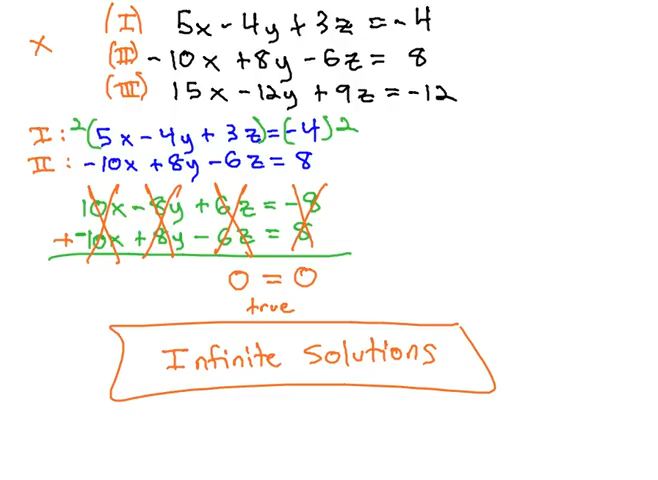 (I) 5x - 4y + 3z = -4
x (II) -10x + 8y - 6z = 8
(III) 15x - 12y + 9z = -12
I: 2(5x - 4y + 3z) = (-4)2
II: -10x + 8y - 6z = 8
10x - 8y + 6z = -8
+ -10x + 8y - 6z = 8
0 = 0
true
Infinite Solutions